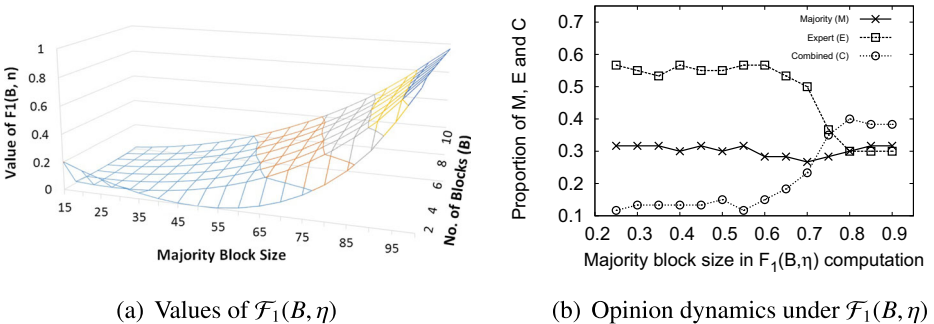 1
0.8
0.6
0.4
0.2
0
Value of F1(B, n)
15
25
35
45
55
65
75
85
95
Majority Block Size
2
4
6
8
10
No. of Blocks (B)
(a) Values of ℱ₁(B, η)
0.7
0.6
0.5
0.4
0.3
0.2
0.1
Proportion of M, E and C
Majority (M)
Expert (E)
Combined (C)
0.2 0.3 0.4 0.5 0.6 0.7 0.8 0.9
Majority block size in F₁(B,η) computation
(b) Opinion dynamics under ℱ₁(B, η)